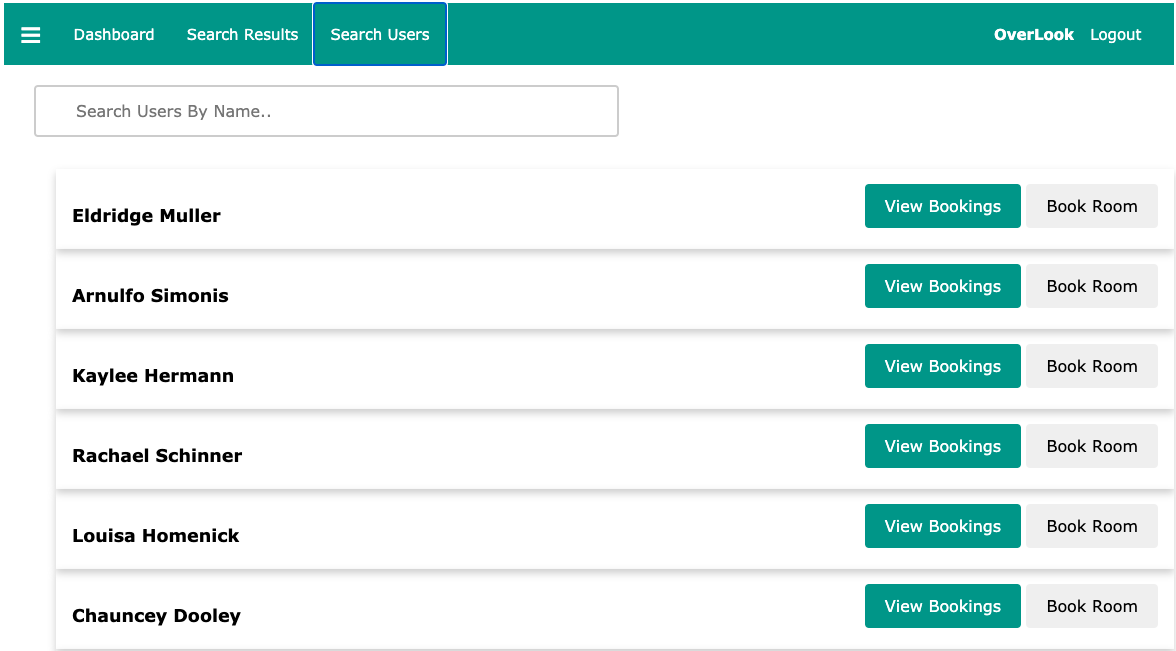 Dashboard Search Results Search Users OverLook Logout
Search Users By Name..
Eldridge Muller View Bookings Book Room
Arnulfo Simonis View Bookings Book Room
Kaylee Hermann View Bookings Book Room
Rachael Schinner View Bookings Book Room
Louisa Homenick View Bookings Book Room
Chauncey Dooley View Bookings Book Room